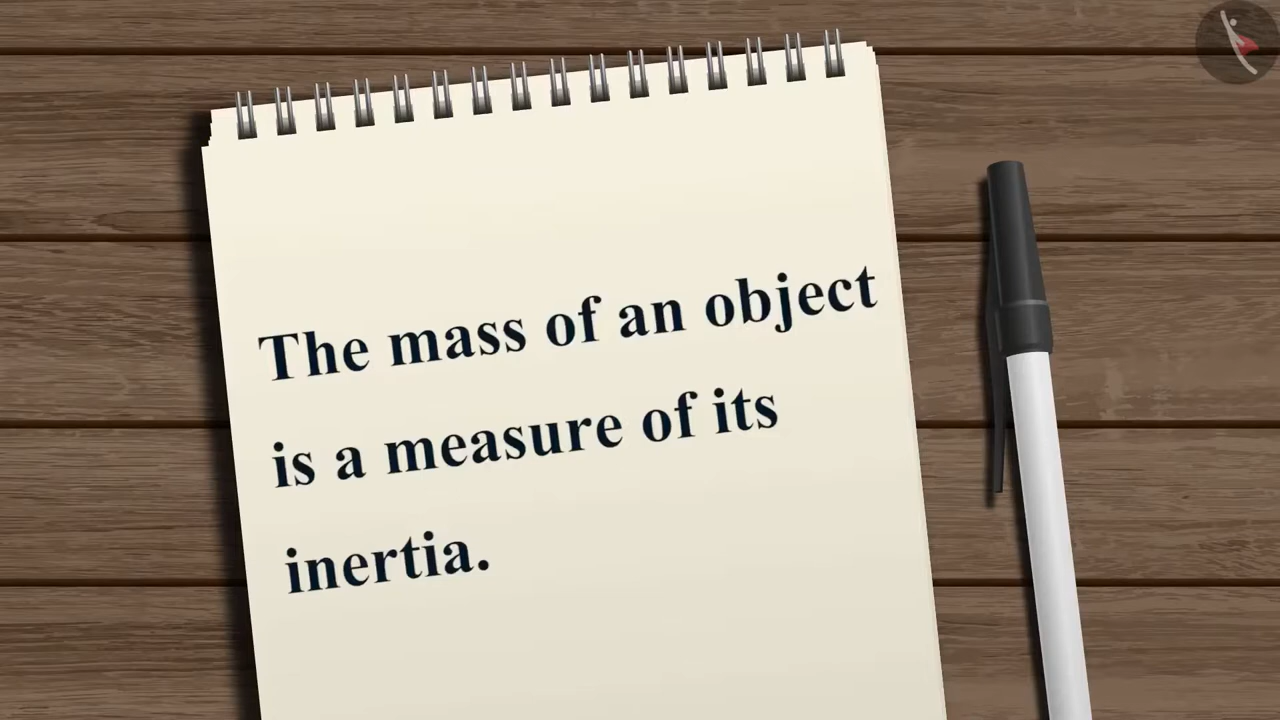 The mass of an object
is a measure of its
inertia.